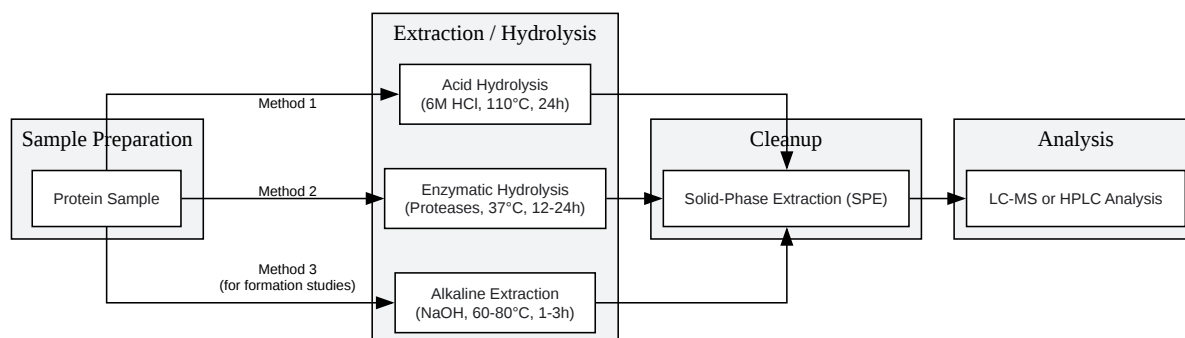 Extraction / Hydrolysis
Acid Hydrolysis
(6M HCl, 110°C, 24h)
Method 1
Sample Preparation
Cleanup
Analysis
Protein Sample
Method 2
Enzymatic Hydrolysis
(Proteases, 37°C, 12-24h)
Solid-Phase Extraction (SPE)
LC-MS or HPLC Analysis
Method 3
(for formation studies)
Alkaline Extraction
(NaOH, 60-80°C, 1-3h)